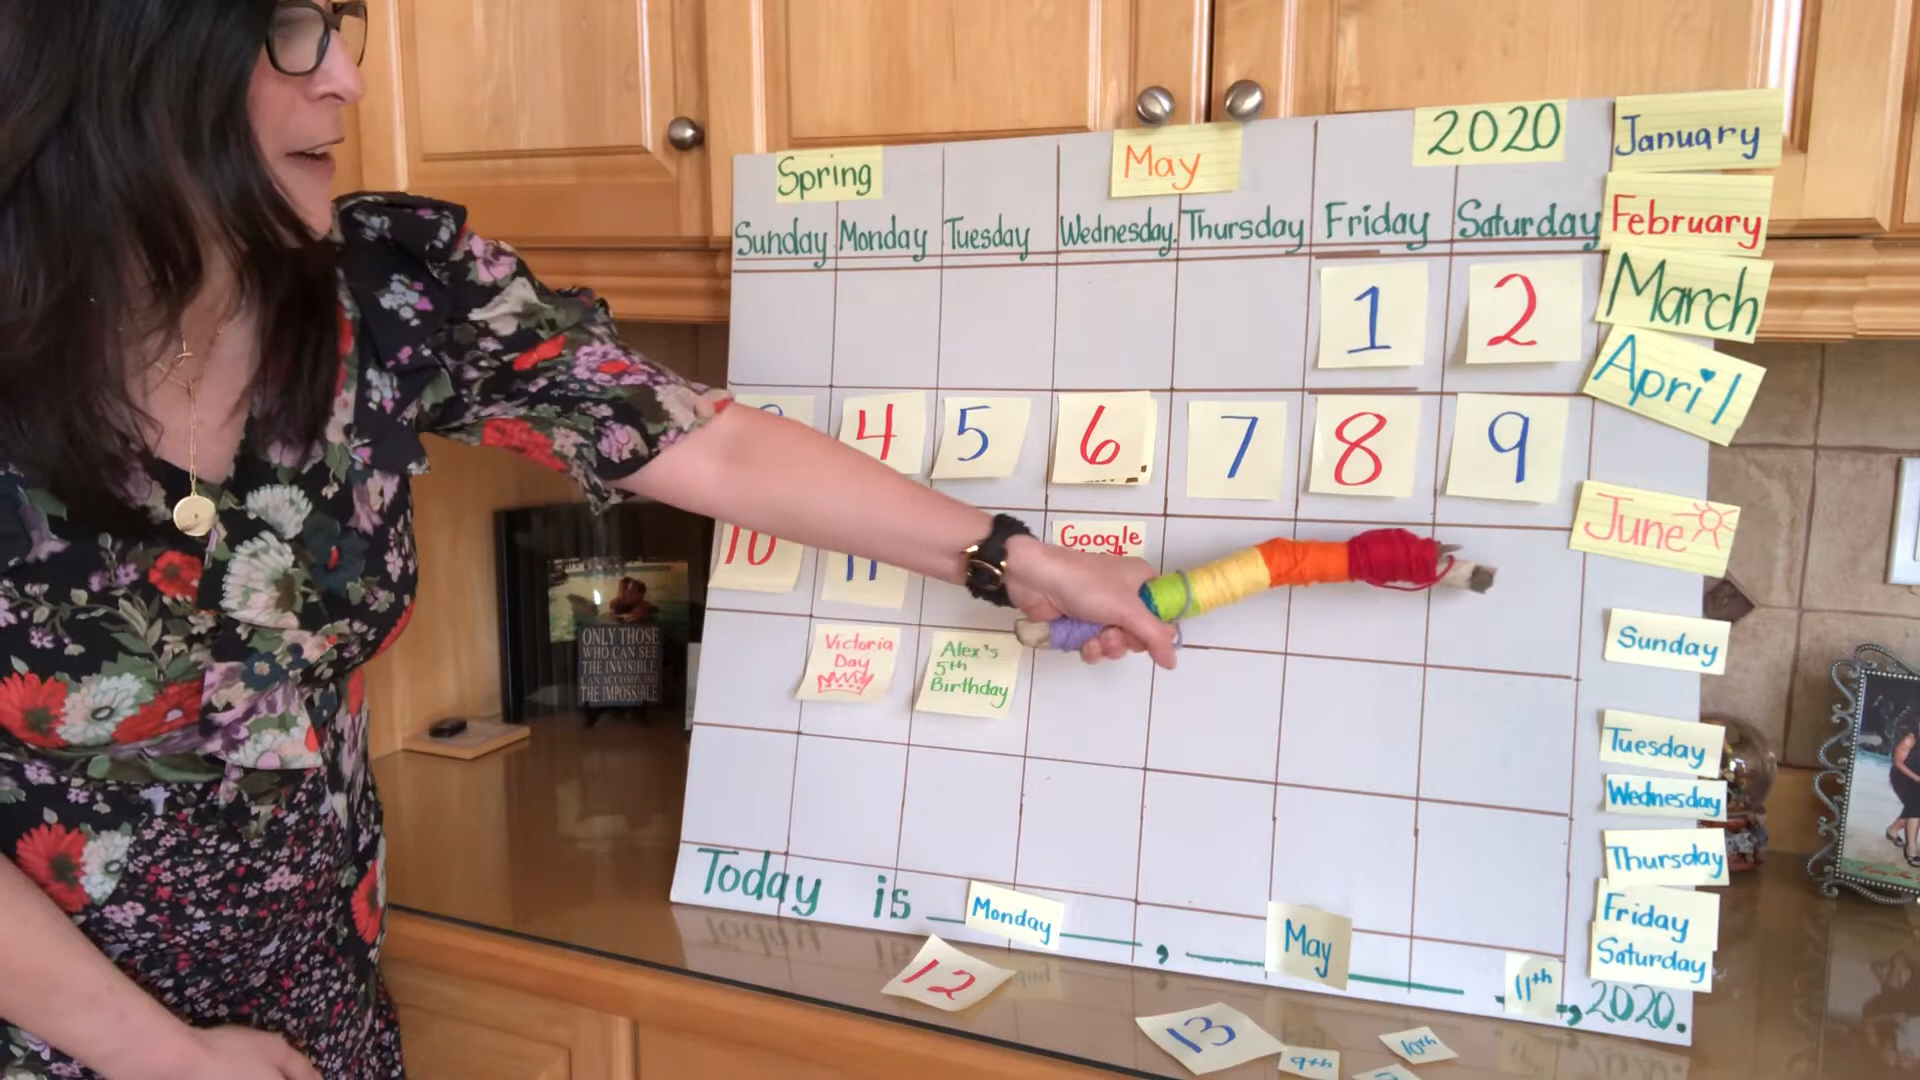 Spring May 2020
Sunday Monday Tuesday Wednesday. Thursday Friday Saturday
1 2
4 5 6 7 8 9
10 11 Google
Victoria
Day
Alex's
5th
Birthday
Today is Monday, May 11th, 2020.
12
13
9th
10th
January
February
March
April
June
Sunday
Tuesday
Wednesday
Thursday
Friday
Saturday
ONLY THOSE
WHO CAN SEE
THE INVISIBLE
CAN ACCOMPLISH
THE IMPOSSIBLE